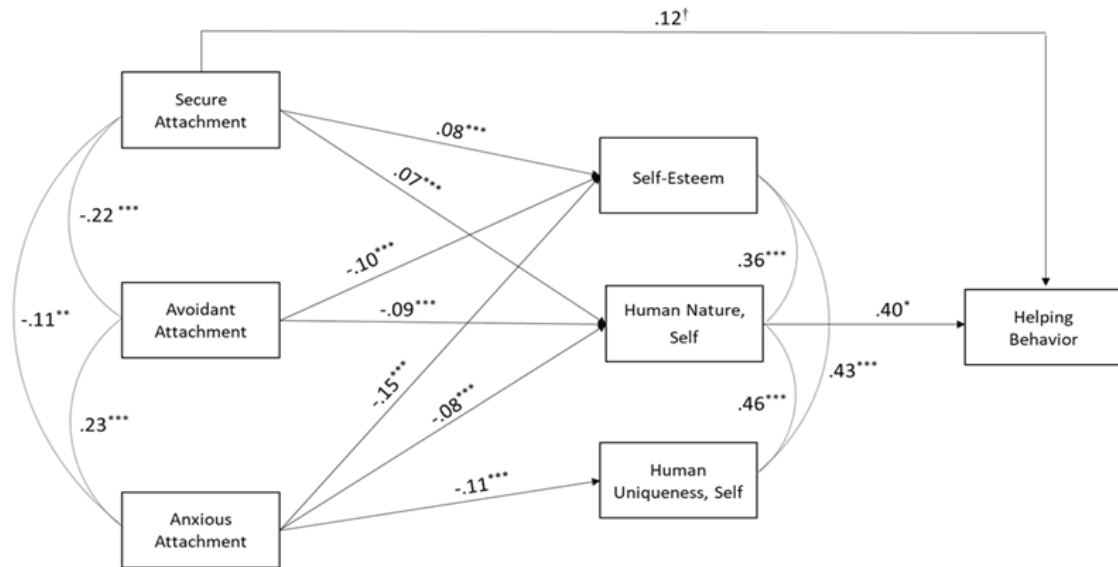 .12†
Secure
Attachment
.08***
.07***
Self-Esteem
-.22 ***
-.10***
.36***
-.11**
Avoidant
Attachment
-.09***
Human Nature,
Self
.40*
Helping
Behavior
-.15***
-.08***
.43***
.23***
.46***
-.11***
Human
Uniqueness, Self
Anxious
Attachment